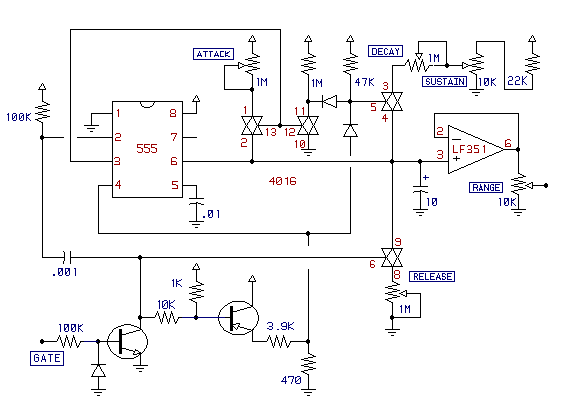 ATTACK
DECAY
1M
SUSTAIN
10K
22K
1M
1M
47K
100K
1
8
2
7
555
3
6
4
5
.01
1
2
13
12
11
10
3
5
4
4016
2
3
LF351
6
+
10
RANGE
10K
.001
9
6
8
RELEASE
1M
1K
10K
3.9K
100K
GATE
470